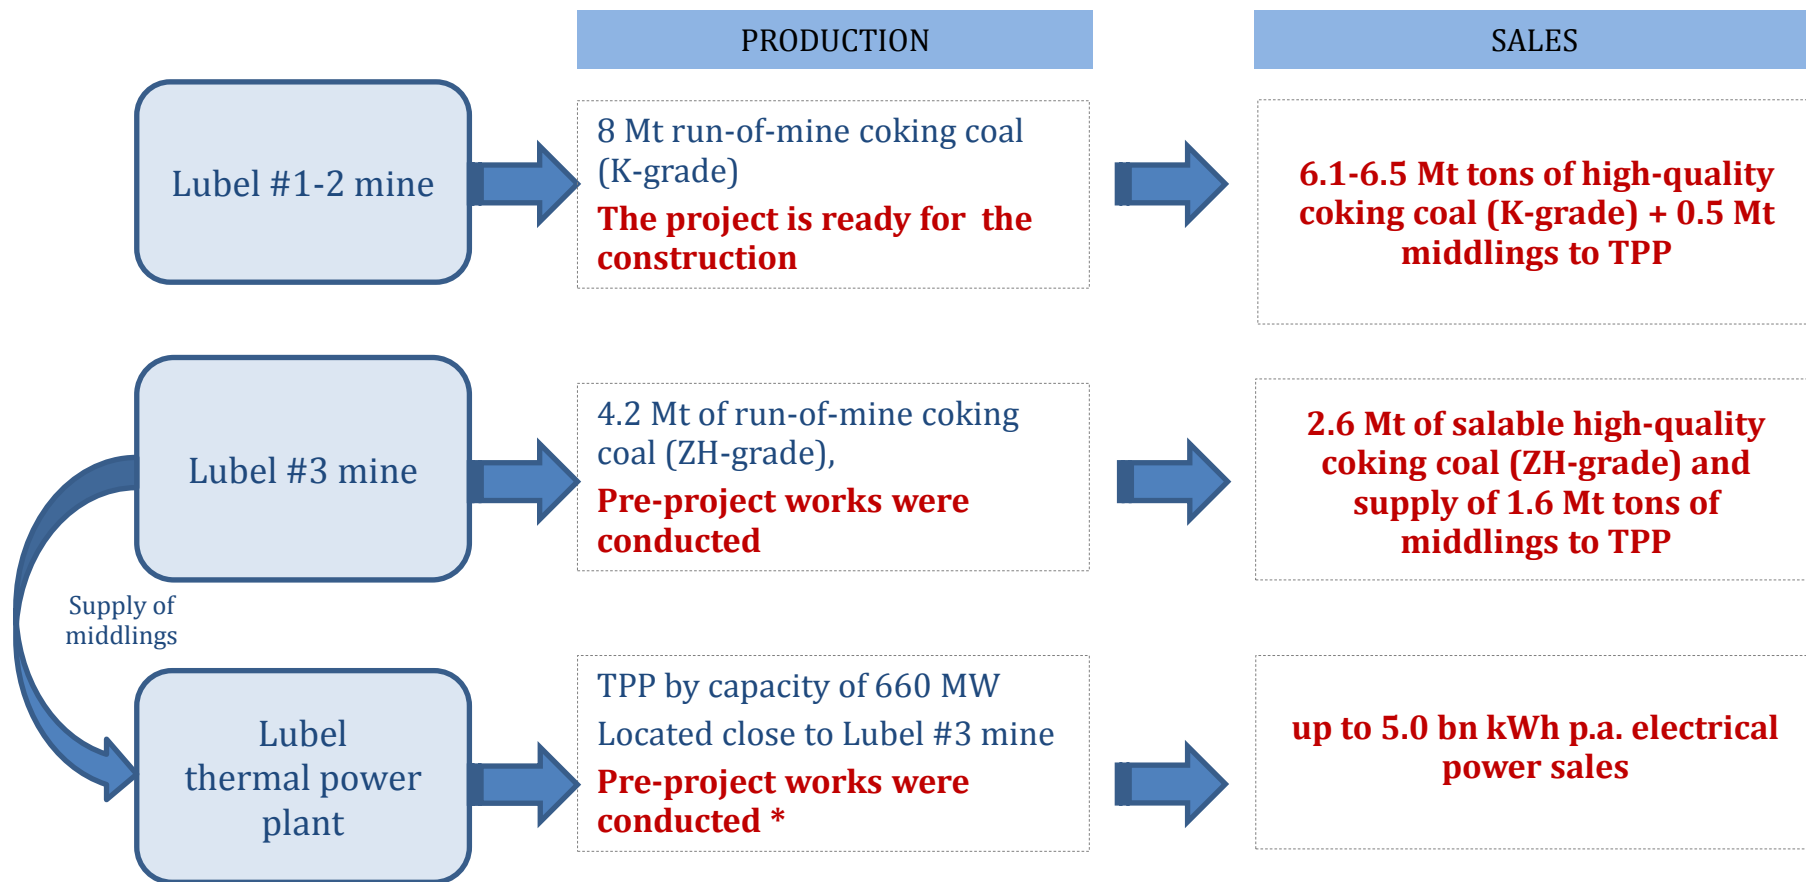 PRODUCTION
SALES
Lubel #1-2 mine
8 Mt run-of-mine coking coal
(K-grade)
The project is ready for the
construction
6.1-6.5 Mt tons of high-quality
coking coal (K-grade) + 0.5 Mt
middlings to TPP
Lubel #3 mine
4.2 Mt of run-of-mine coking
coal (ZH-grade),
Pre-project works were
conducted
2.6 Mt of salable high-quality
coking coal (ZH-grade) and
supply of 1.6 Mt tons of
middlings to TPP
Supply of
middlings
Lubel
thermal power
plant
TPP by capacity of 660 MW
Located close to Lubel #3 mine
Pre-project works were
conducted *
up to 5.0 bn kWh p.a. electrical
power sales